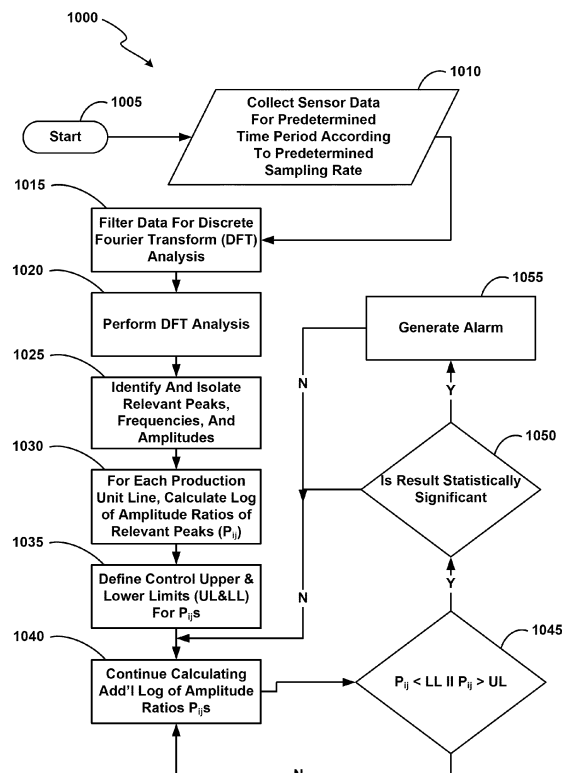 1000
1005
Start
1010
Collect Sensor Data
For Predetermined
Time Period According
To Predetermined
Sampling Rate
1015
Filter Data For Discrete
Fourier Transform (DFT)
Analysis
1020
Perform DFT Analysis
1025
Identify And Isolate
Relevant Peaks,
Frequencies, And
Amplitudes
1030
For Each Production
Unit Line, Calculate Log
of Amplitude Ratios of
Relevant Peaks (Pij)
1035
Define Control Upper &
Lower Limits (UL&LL)
For Pijs
1040
Continue Calculating
Add'l Log of Amplitude
Ratios Pijs
1045
Pij < LL II Pij > UL
Y
N
1050
Is Result Statistically
Significant
Y
N
1055
Generate Alarm
N